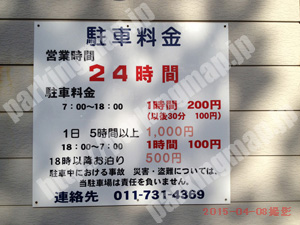 駐車料金
営業時間
24時間
駐車料金
7:00～18:00 1時間 200円
(以後30分 100円)
1日 5時間以上 1,000円
18:00～7:00 1時間 100円
18時以降お泊り 500円
駐車中における事故 災害・盗難については、
当駐車場は責任を負いません。
連絡先 011-731-4369
2015-04-08撮影
parkingmap.jp